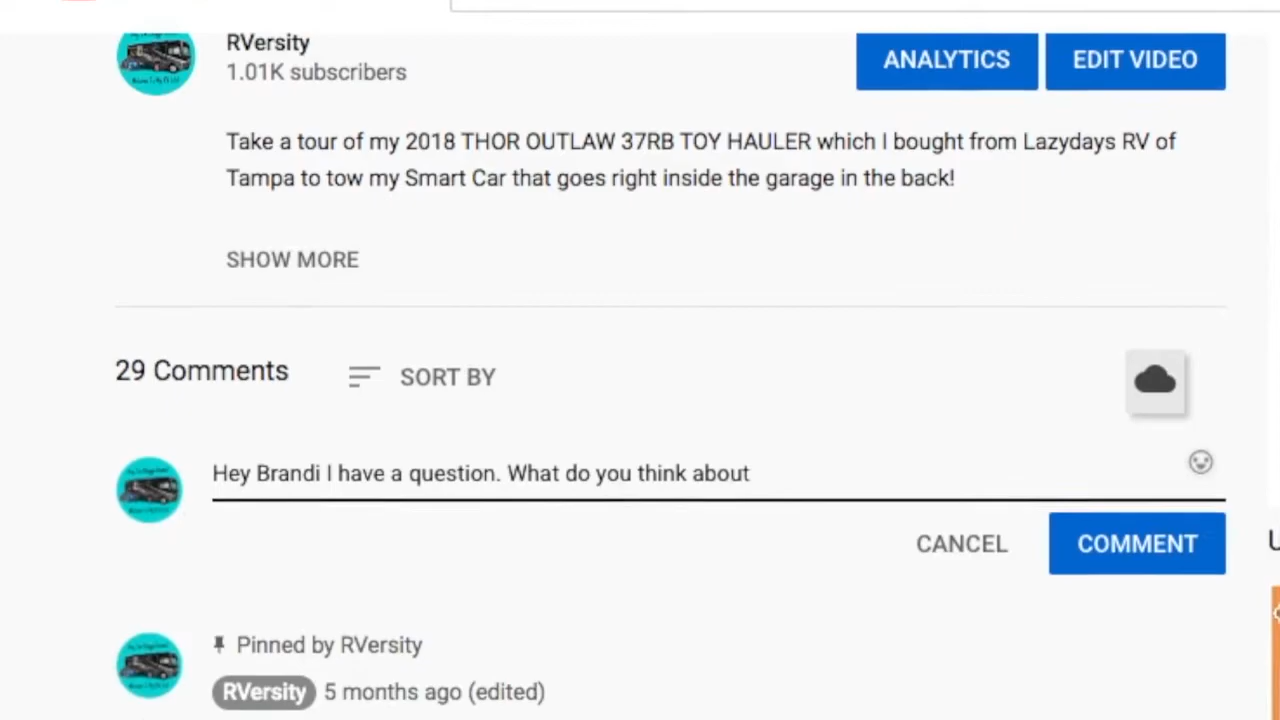 RVersity
1.01K subscribers
ANALYTICS
EDIT VIDEO
Take a tour of my 2018 THOR OUTLAW 37RB TOY HAULER which I bought from Lazydays RV of
Tampa to tow my Smart Car that goes right inside the garage in the back!
SHOW MORE
29 Comments
SORT BY
Hey Brandi I have a question. What do you think about
CANCEL
COMMENT
Pinned by RVersity
RVersity 5 months ago (edited)